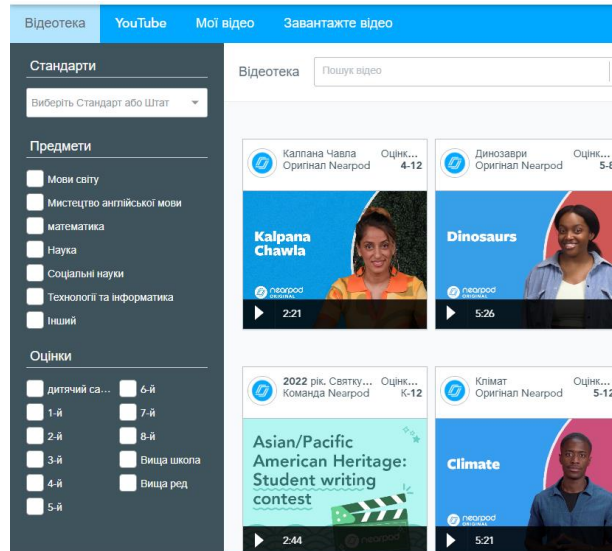 Відеотека YouTube Мої відео Завантажте відео
Стандарти
Виберіть Стандарт або Штат
Предмети
Мови світу
Мистецтво англійської мови
математика
Наука
Соціальні науки
Технології та інформатика
Інший
Оцінки
дитячий са... 6-й
1-й 7-й
2-й 8-й
3-й Вища школа
4-й Вища ред
5-й
Відеотека Пошук відео
Калпана Чавла Оцінк...
Оригінал Nearpod 4-12
Kalpana
Chawla
nearpod
ORIGINAL
2:21
Динозаври Оцінк...
Оригінал Nearpod 5-8
Dinosaurs
nearpod
ORIGINAL
5:26
2022 рік. Святку... Оцінк...
Команда Nearpod K-12
Asian/Pacific
American Heritage:
Student writing
contest
nearpod
2:44
Клімат Оцінк...
Оригінал Nearpod 5-12
Climate
nearpod
ORIGINAL
5:21